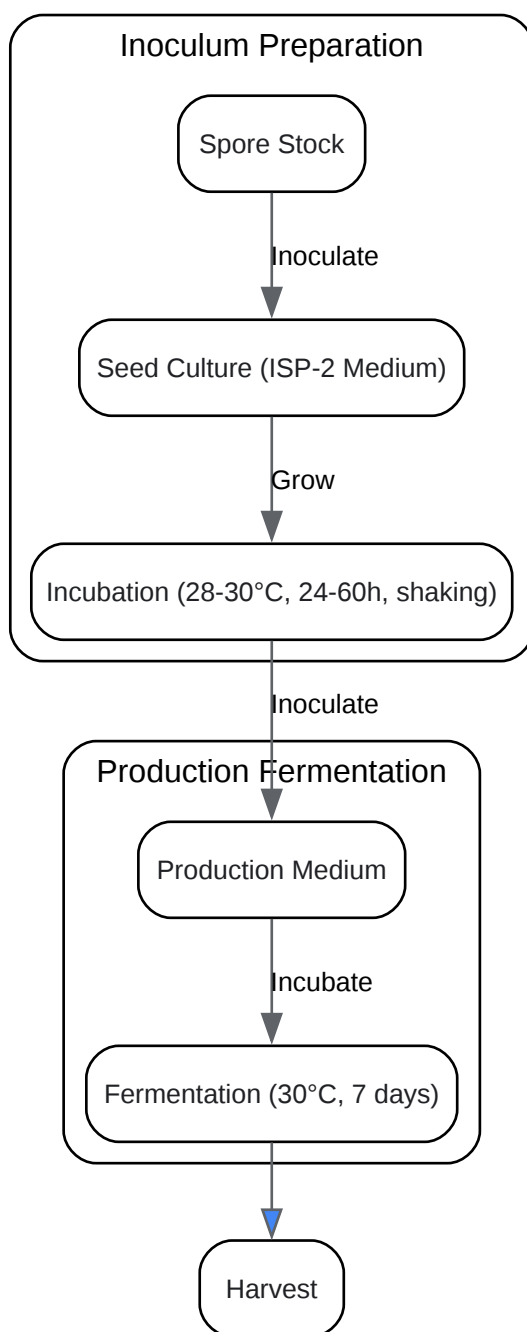 Inoculum Preparation
Spore Stock
Inoculate
Seed Culture (ISP-2 Medium)
Grow
Incubation (28-30°C, 24-60h, shaking)
Inoculate
Production Fermentation
Production Medium
Incubate
Fermentation (30°C, 7 days)
Harvest